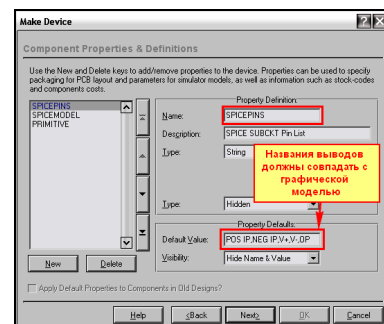 Make Device
Component Properties & Definitions
Use the New and Delete keys to add/remove properties to the device. Properties can be used to specify
packaging for PCB layout and parameters for simulator models, as well as information such as stock-codes
and components costs.
SPICEPINS
SPICEMODEL
PRIMITIVE
New
Delete
Property Definition:
Name:
SPICEPINS
Description:
SPICE SUBCKT Pin List
Type:
String
Названия выводов
должны совпадать с
графической
моделью
Type:
Hidden
Property Defaults:
Default Value:
POS IP,NEG IP,V+,V-,OP
Visibility:
Hide Name & Value
Apply Default Properties to Components in Old Designs?
Help
<Back
Next>
OK
Cancel